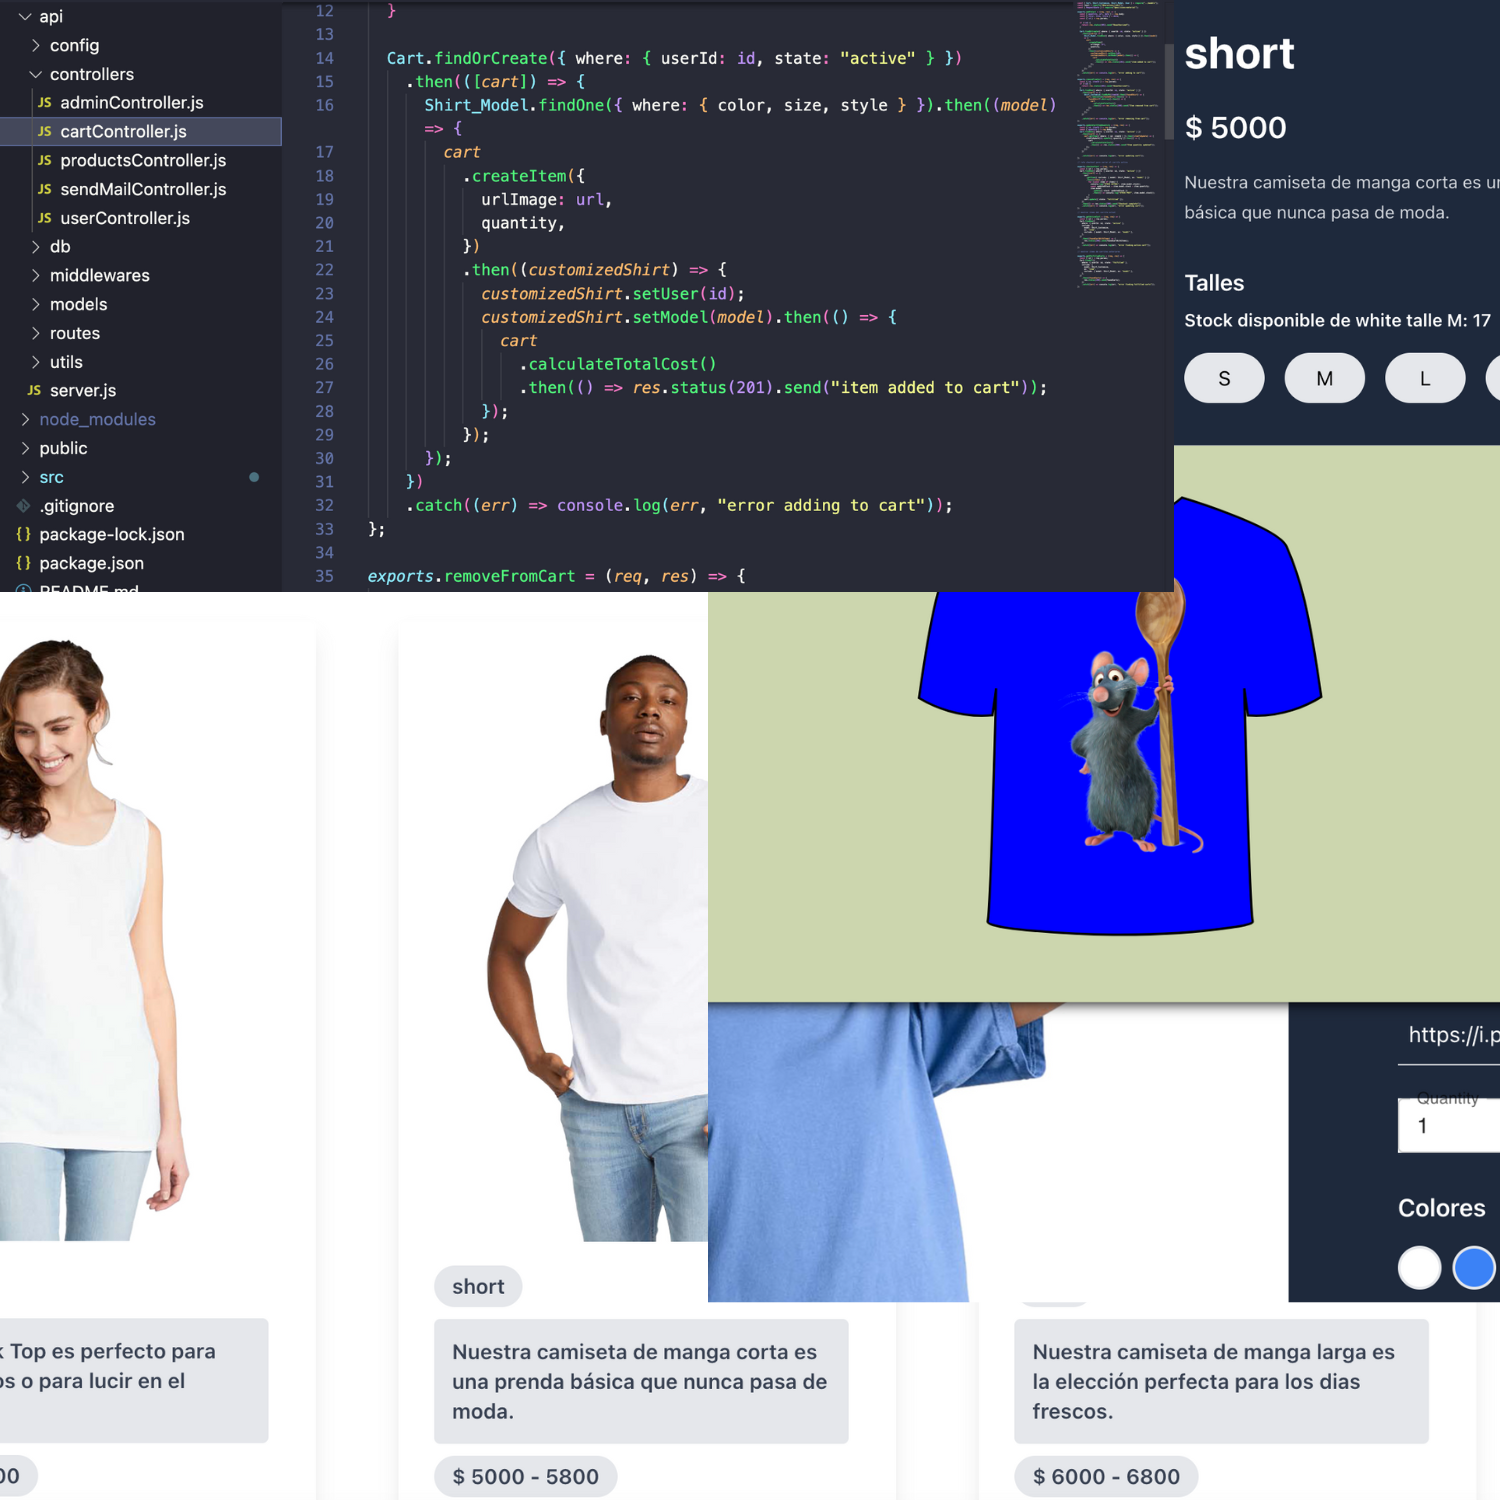 api
config
controllers
JS adminController.js
JS cartController.js
JS productsController.js
JS sendMailController.js
JS userController.js
db
middlewares
models
routes
utils
JS server.js
node_modules
public
src
.gitignore
{} package-lock.json
{} package.json
README.md
12 }
13
14 Cart.findOrCreate({ where: { userId: id, state: "active" } })
15 .then(([cart]) => {
16 Shirt_Model.findOne({ where: { color, size, style } }).then((model)
=> {
17 cart
18 .createItem({
19 urlImage: url,
20 quantity,
21 })
22 .then((customizedShirt) => {
23 customizedShirt.setUser(id);
24 customizedShirt.setModel(model).then(() => {
25 cart
26 .calculateTotalCost()
27 .then(() => res.status(201).send("item added to cart"));
28 });
29 });
30 });
31 })
32 .catch((err) => console.log(err, "error adding to cart"));
33 };
34
35 exports.removeFromCart = (req, res) => {
short
$ 5000
Nuestra camiseta de manga corta es
básica que nunca pasa de moda.
Talles
Stock disponible de white talle M: 17
S M L
https://i.p
Quantity
1
Colores
Top es perfecto para
o para lucir en el
short
Nuestra camiseta de manga corta es
una prenda básica que nunca pasa de
moda.
$ 5000 - 5800
Nuestra camiseta de manga larga es
la elección perfecta para los dias
frescos.
$ 6000 - 6800